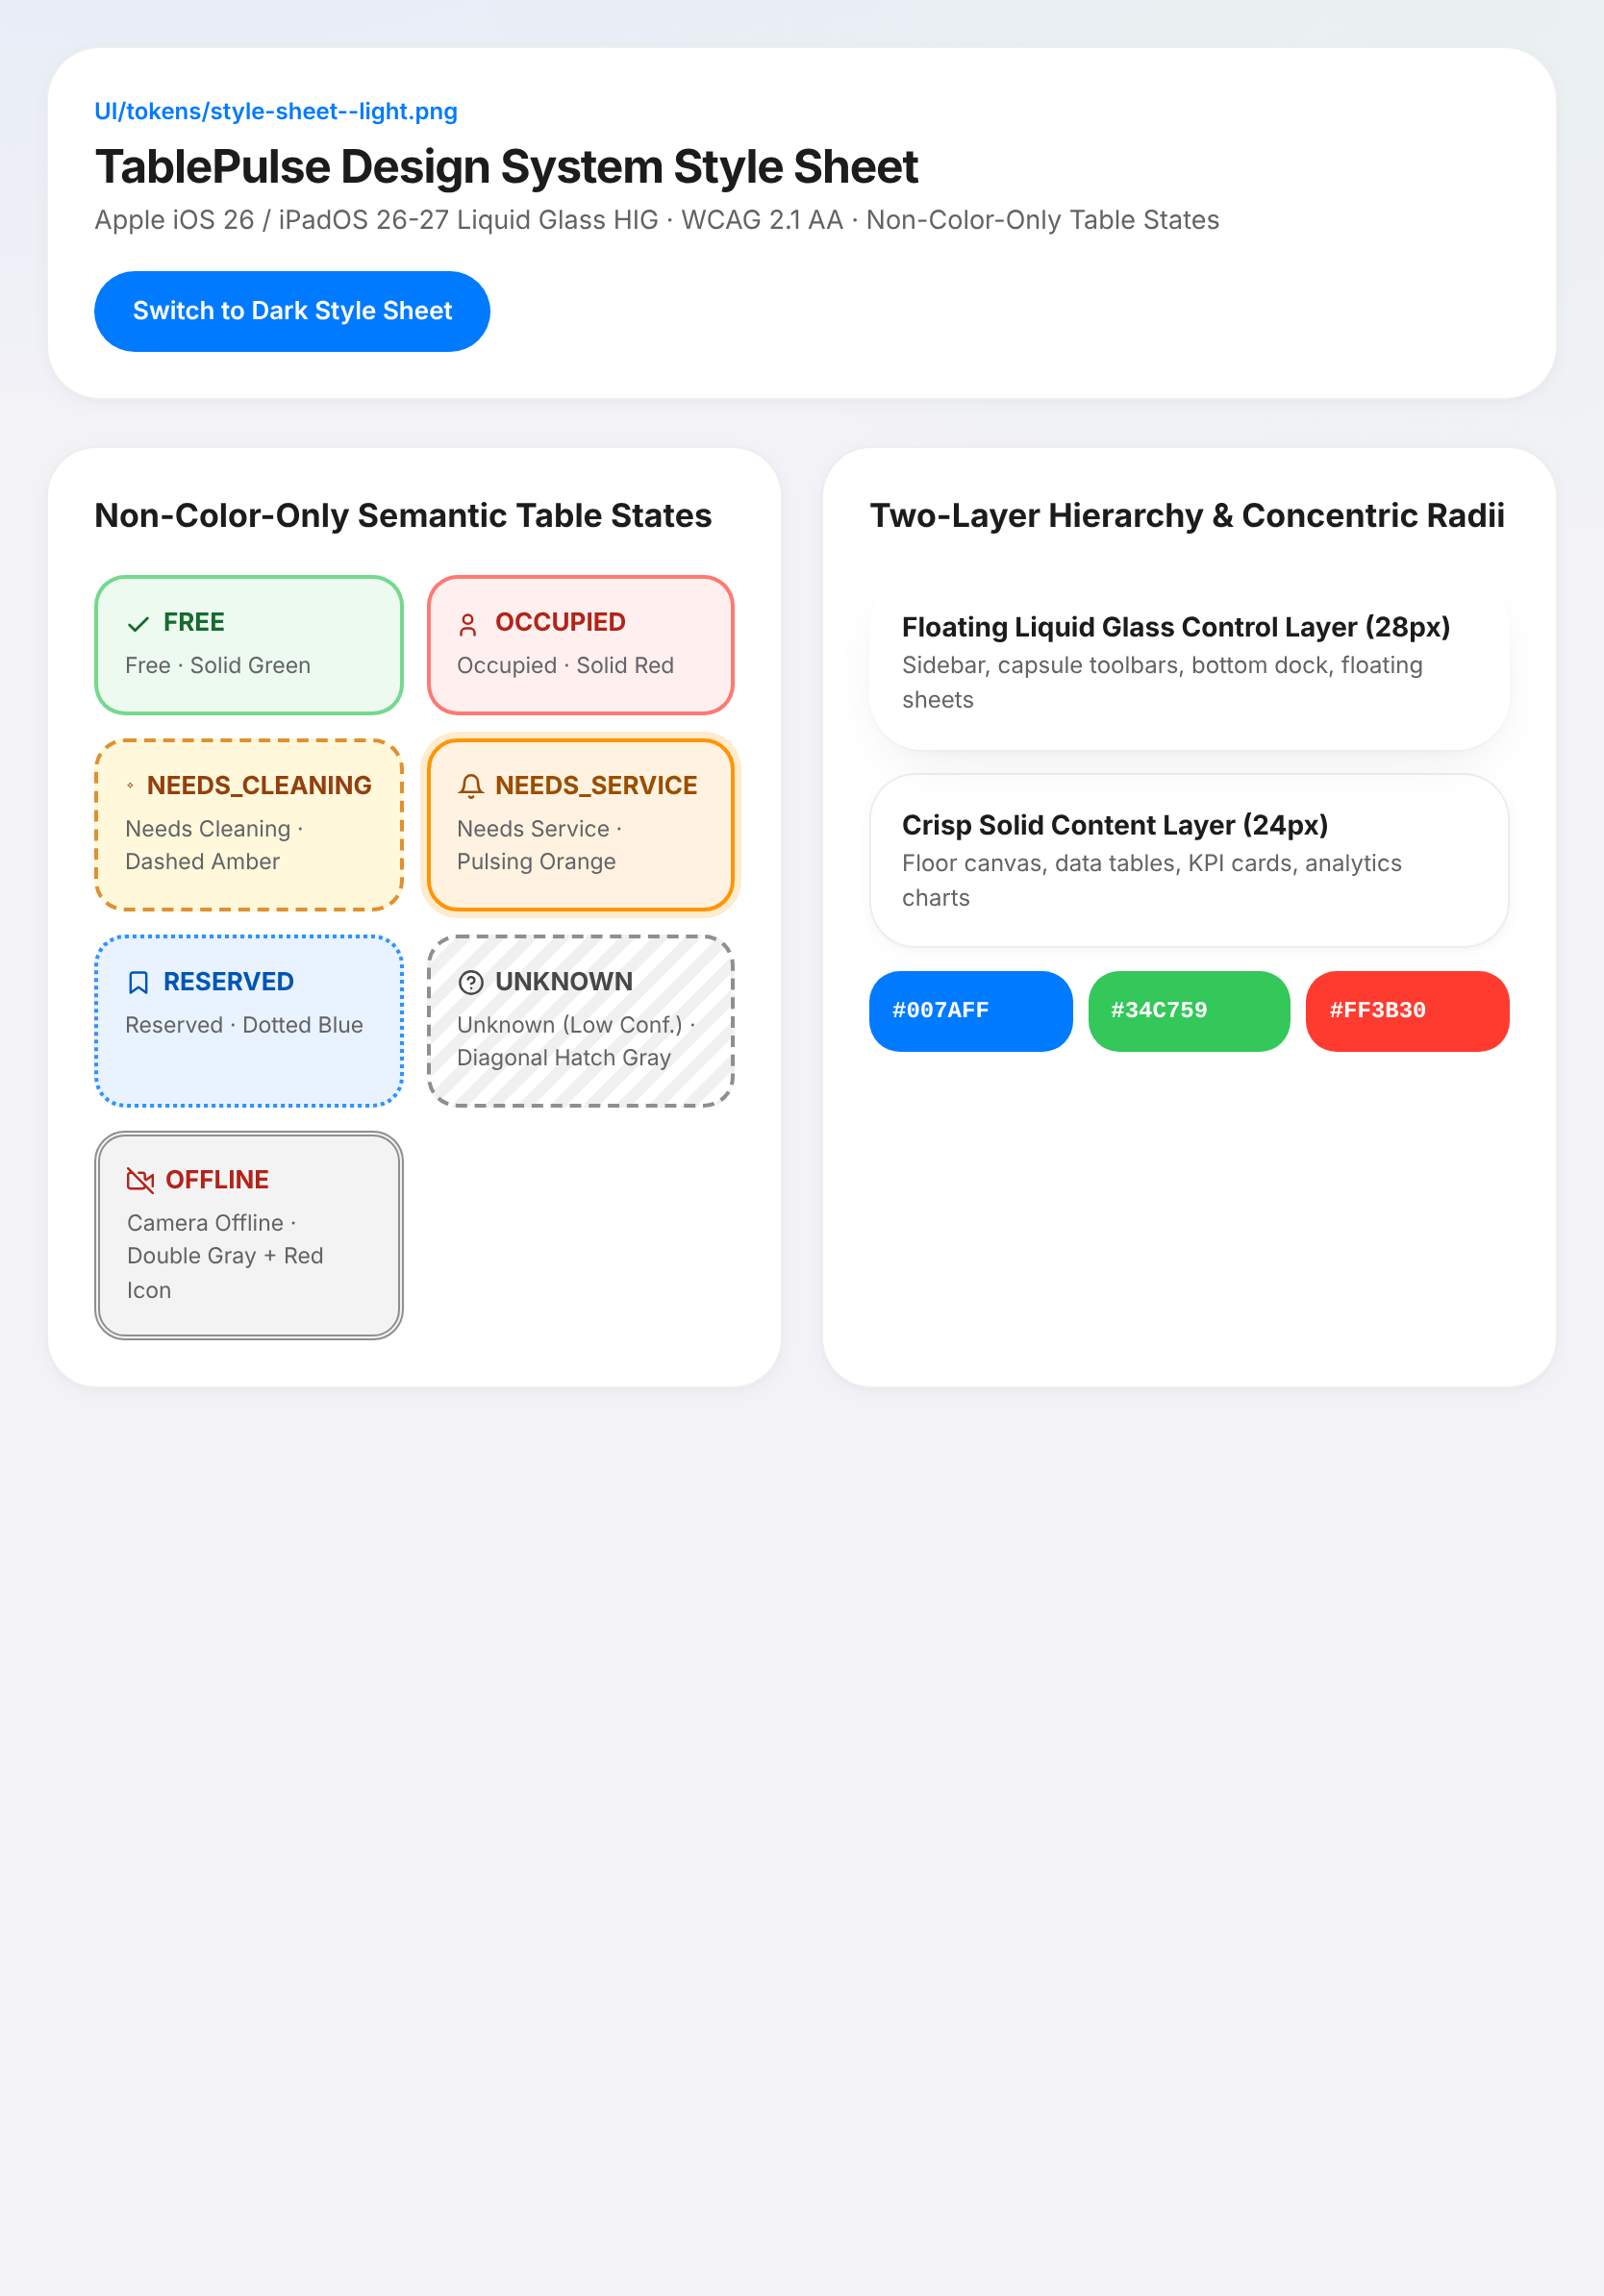 UI/tokens/style-sheet--light.png
TablePulse Design System Style Sheet
Apple iOS 26 / iPadOS 26-27 Liquid Glass HIG · WCAG 2.1 AA · Non-Color-Only Table States
Switch to Dark Style Sheet
Non-Color-Only Semantic Table States
FREE
Free · Solid Green
OCCUPIED
Occupied · Solid Red
NEEDS_CLEANING
Needs Cleaning ·
Dashed Amber
NEEDS_SERVICE
Needs Service ·
Pulsing Orange
RESERVED
Reserved · Dotted Blue
UNKNOWN
Unknown (Low Conf.) ·
Diagonal Hatch Gray
OFFLINE
Camera Offline ·
Double Gray + Red
Icon
Two-Layer Hierarchy & Concentric Radii
Floating Liquid Glass Control Layer (28px)
Sidebar, capsule toolbars, bottom dock, floating
sheets
Crisp Solid Content Layer (24px)
Floor canvas, data tables, KPI cards, analytics
charts
#007AFF
#34C759
#FF3B30